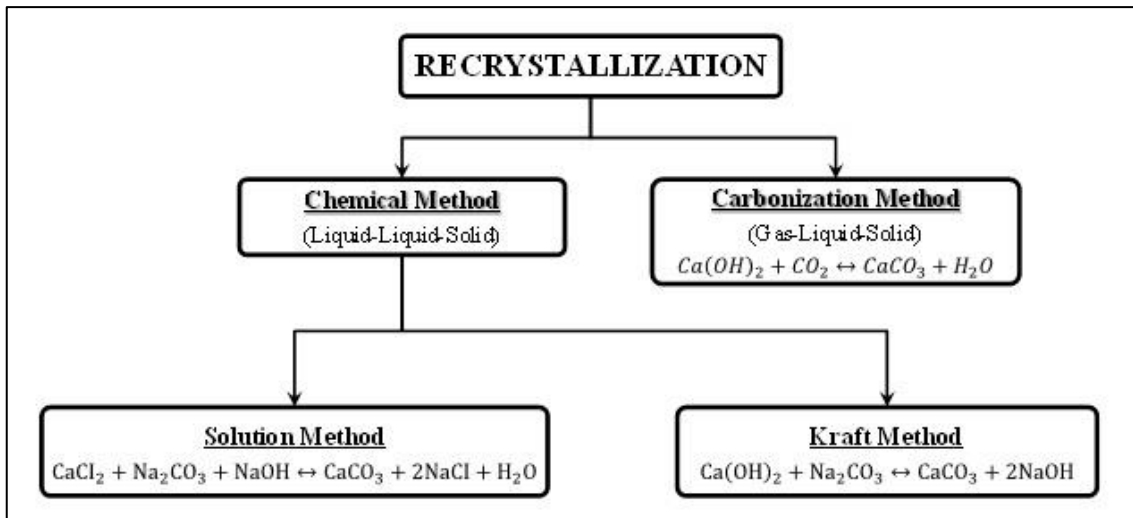 RECRYSTALLIZATION
Chemical Method
(Liquid-Liquid-Solid)
Carbonization Method
(Gas-Liquid-Solid)
Ca(OH)₂ + CO₂ ↔ CaCO₃ + H₂O
Solution Method
CaCl₂ + Na₂CO₃ + NaOH ↔ CaCO₃ + 2NaCl + H₂O
Kraft Method
Ca(OH)₂ + Na₂CO₃ ↔ CaCO₃ + 2NaOH